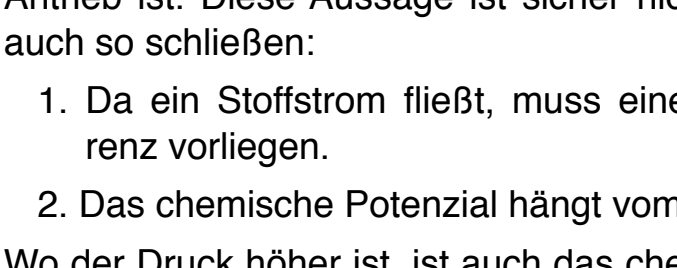 Antrieb ist. Diese Aussage ist sicher
auch so schließen:
1. Da ein Stoffstrom fließt, muss eine
renz vorliegen.
2. Das chemische Potenzial hängt vom
Wo der Druck höher ist, ist auch das che